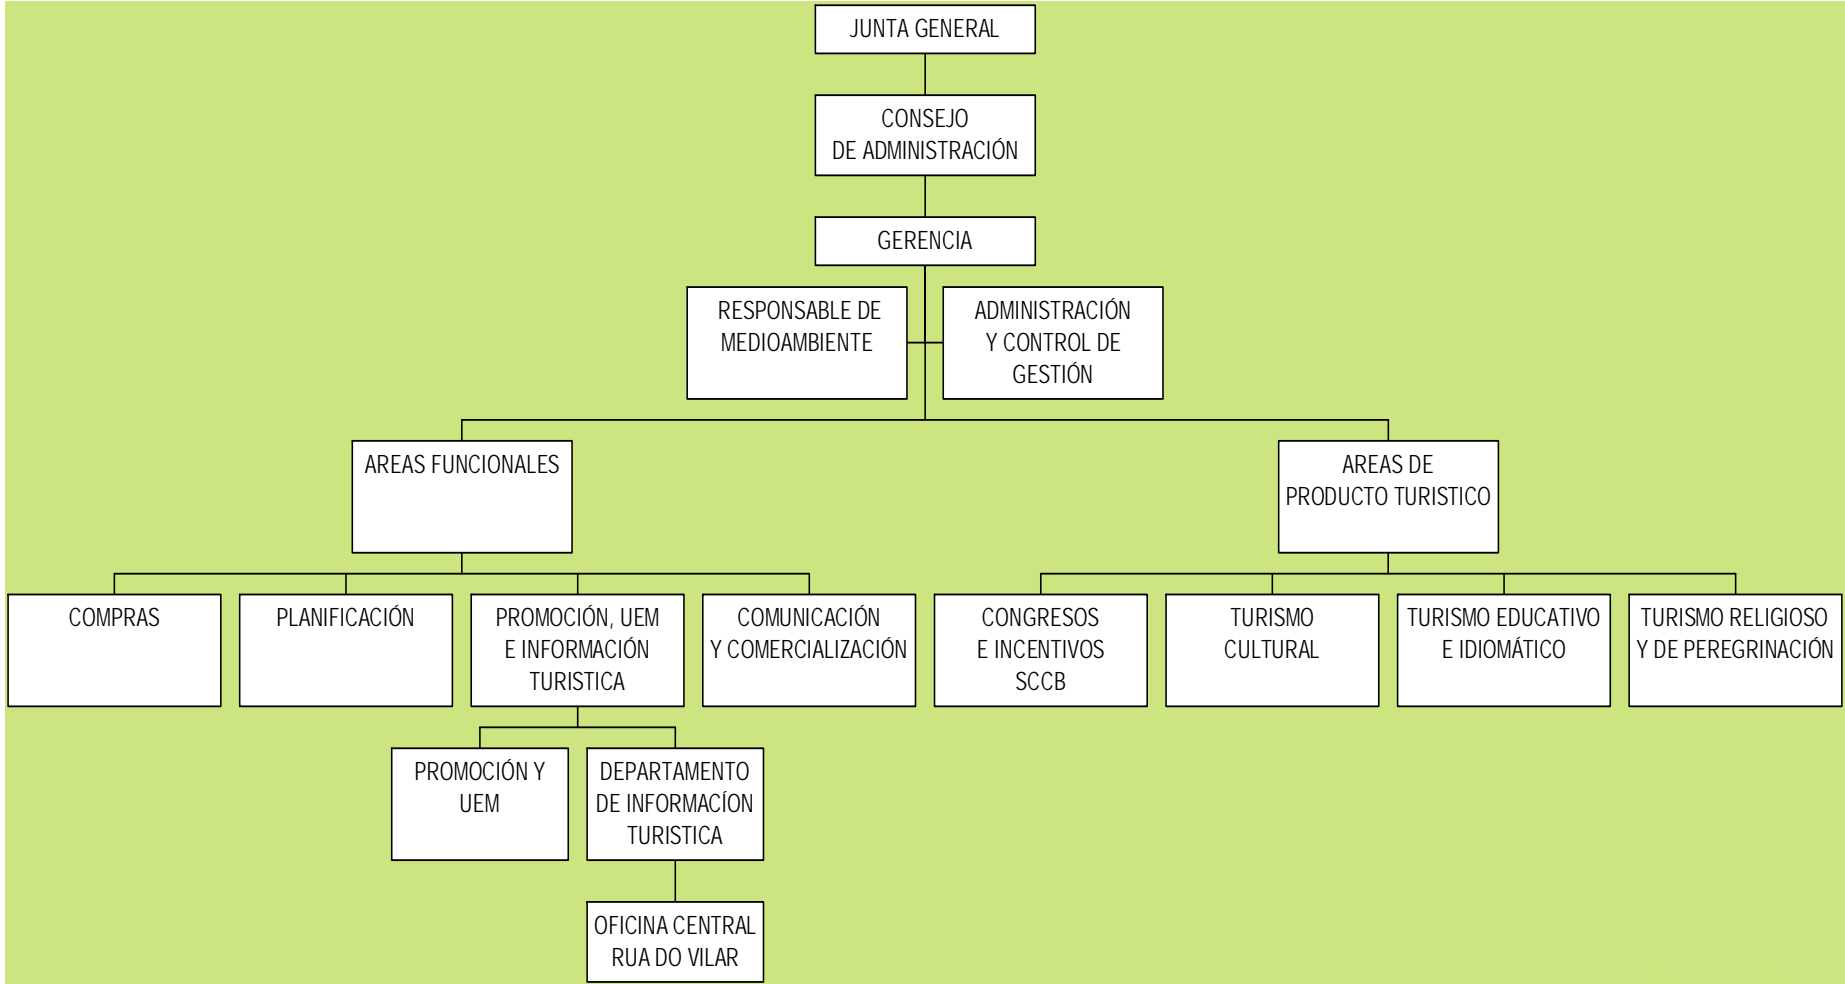 JUNTA GENERAL
CONSEJO
DE ADMINISTRACIÓN
GERENCIA
RESPONSABLE DE
MEDIOAMBIENTE
ADMINISTRACIÓN
Y CONTROL DE
GESTIÓN
AREAS FUNCIONALES
AREAS DE
PRODUCTO TURISTICO
COMPRAS
PLANIFICACIÓN
PROMOCIÓN, UEM
E INFORMACIÓN
TURISTICA
COMUNICACIÓN
Y COMERCIALIZACIÓN
CONGRESOS
E INCENTIVOS
SCCB
TURISMO
CULTURAL
TURISMO EDUCATIVO
E IDIOMÁTICO
TURISMO RELIGIOSO
Y DE PEREGRINACIÓN
PROMOCIÓN Y
UEM
DEPARTAMENTO
DE INFORMACÍON
TURISTICA
OFICINA CENTRAL
RUA DO VILAR